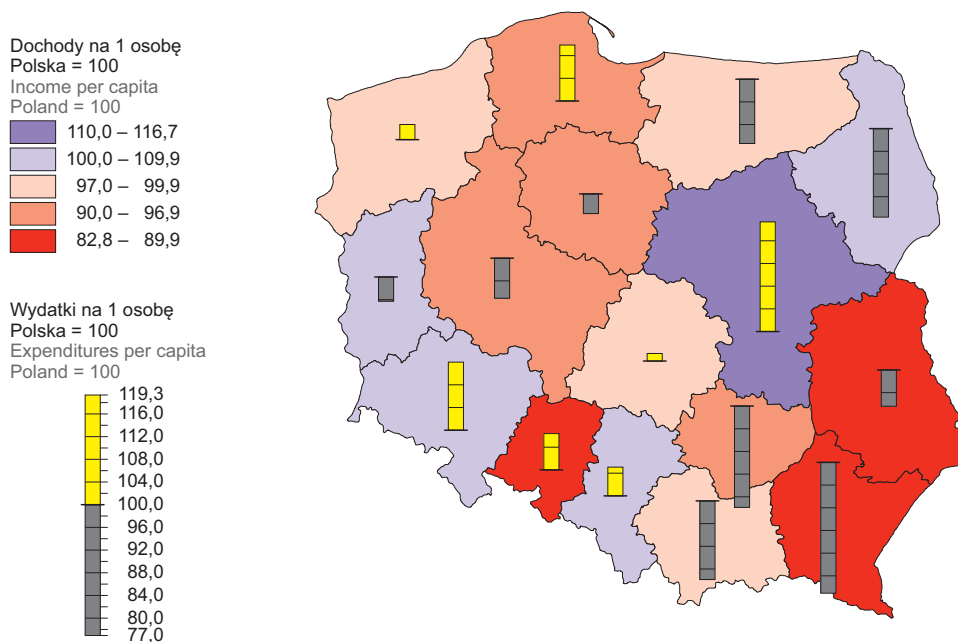 Dochody na 1 osobę
Polska = 100
Income per capita
Poland = 100
110,0 – 116,7
100,0 – 109,9
97,0 – 99,9
90,0 – 96,9
82,8 – 89,9
Wydatki na 1 osobę
Polska = 100
Expenditures per capita
Poland = 100
119,3
116,0
112,0
108,0
104,0
100,0
96,0
92,0
88,0
84,0
80,0
77,0